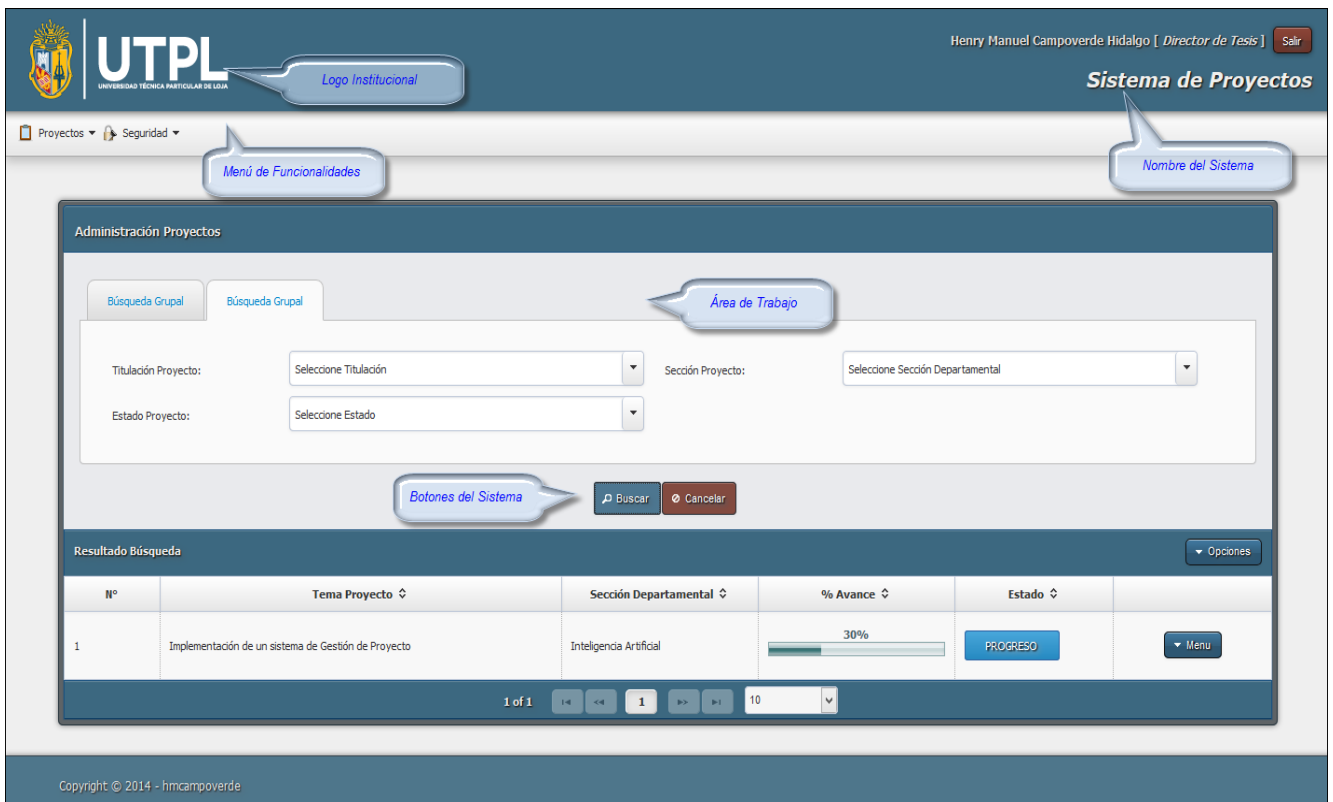 Henry Manuel Campoverde Hidalgo [ Director de Tesis ] Salir
UTPL
UNIVERSIDAD TÉCNICA PARTICULAR DE LOJA
Logo Institucional
Sistema de Proyectos
Proyectos Seguridad
Menú de Funcionalidades
Nombre del Sistema
Administración Proyectos
Búsqueda Grupal Búsqueda Grupal
Área de Trabajo
Titulación Proyecto: Seleccione Titulación Sección Proyecto: Seleccione Sección Departamental
Estado Proyecto: Seleccione Estado
Botones del Sistema Buscar Cancelar
Resultado Búsqueda Opciones
N° Tema Proyecto Sección Departamental % Avance Estado
1 Implementación de un sistema de Gestión de Proyecto Inteligencia Artificial 30% PROGRESO Menu
1 of 1 1 10
Copyright © 2014 - hmcampoverde